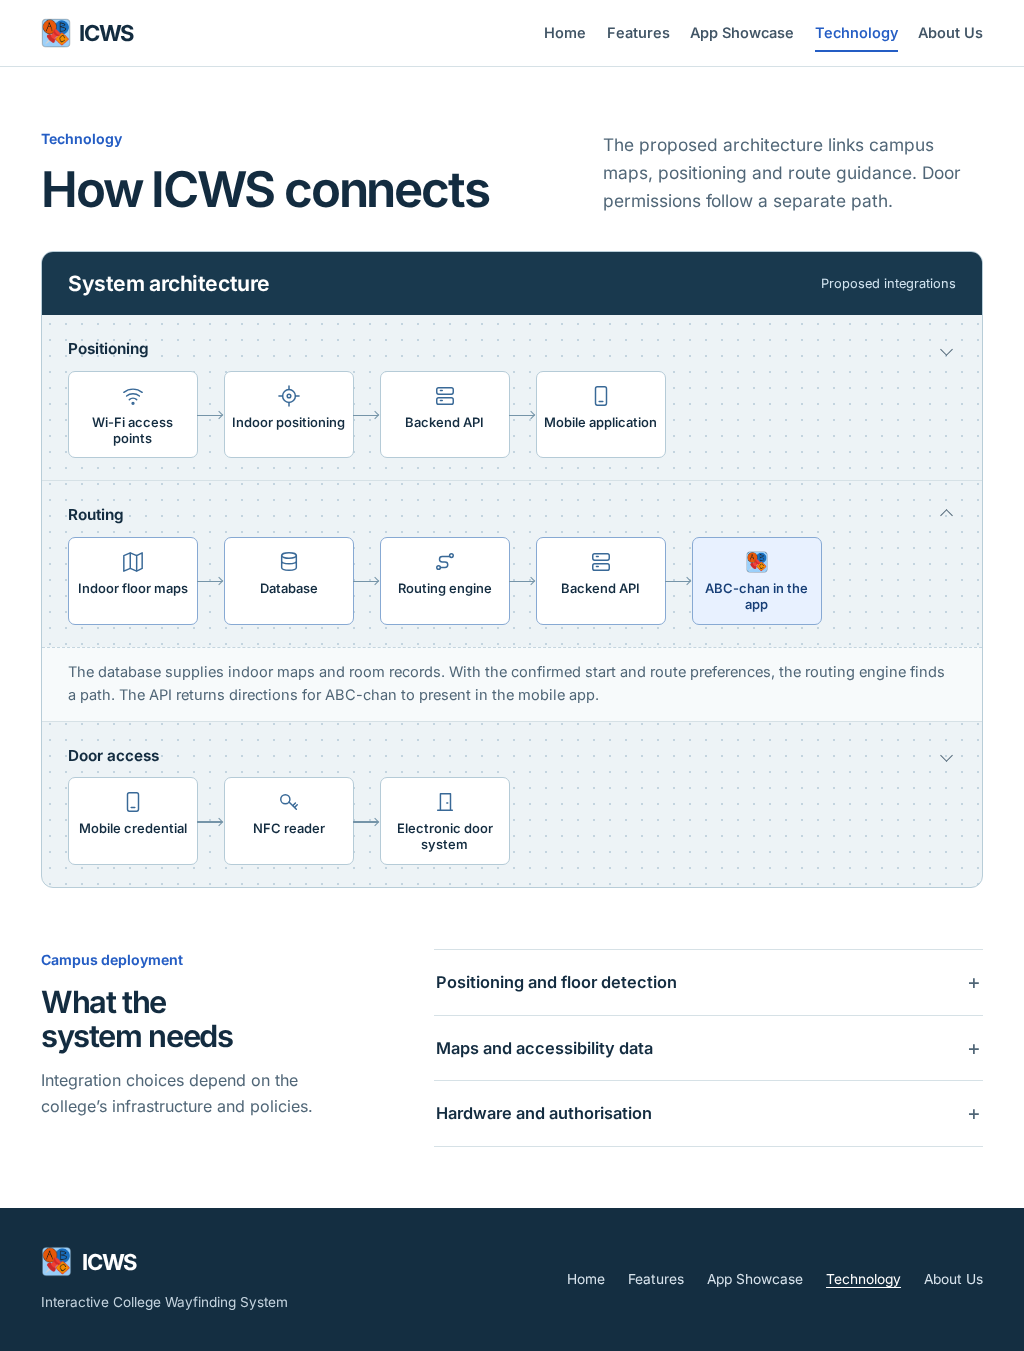 ICWS
Home Features App Showcase Technology About Us
Technology
How ICWS connects
The proposed architecture links campus
maps, positioning and route guidance. Door
permissions follow a separate path.
System architecture
Proposed integrations
Positioning
Wi-Fi access
points
Indoor positioning
Backend API
Mobile application
Routing
Indoor floor maps
Database
Routing engine
Backend API
ABC-chan in the
app
The database supplies indoor maps and room records. With the confirmed start and route preferences, the routing engine finds
a path. The API returns directions for ABC-chan to present in the mobile app.
Door access
Mobile credential
NFC reader
Electronic door
system
Campus deployment
What the
system needs
Integration choices depend on the
college’s infrastructure and policies.
Positioning and floor detection +
Maps and accessibility data +
Hardware and authorisation +
ICWS
Interactive College Wayfinding System
Home Features App Showcase Technology About Us